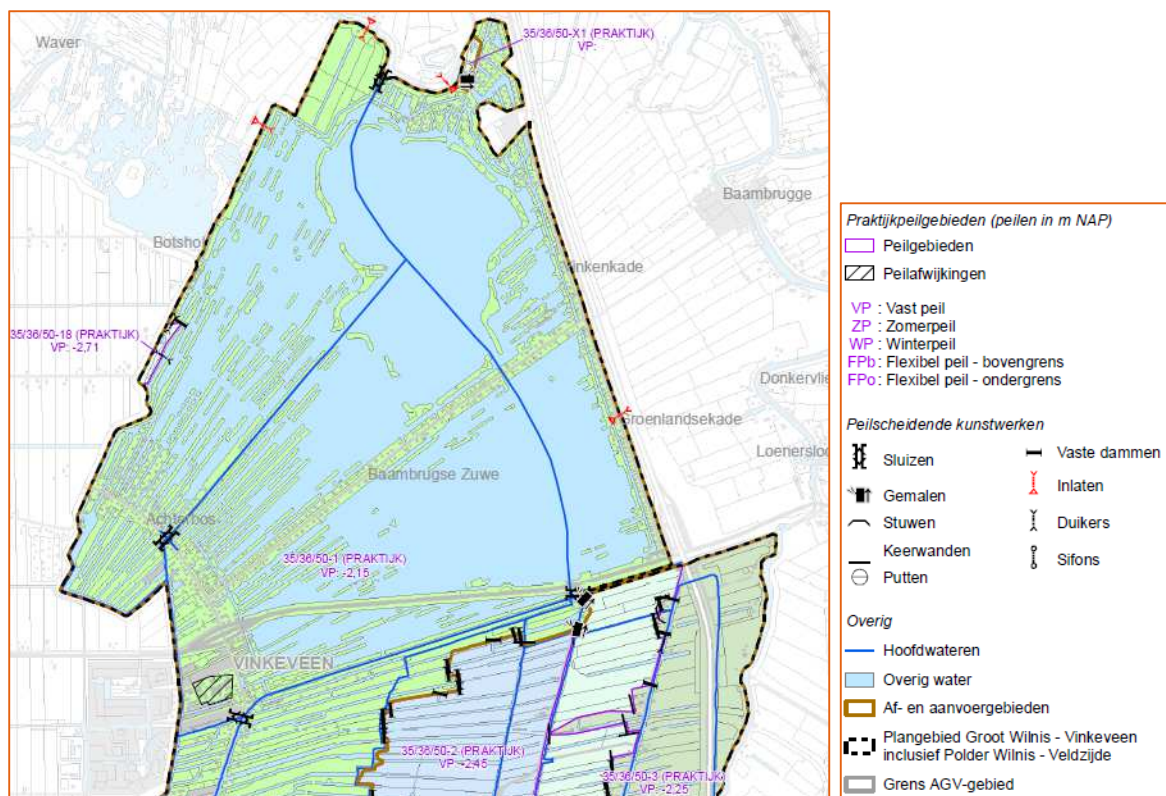 Waver
35/36/50-X1 (PRAKTIJK)
VP:
Baambrugge
Botshol
Vinkenkade
35/36/50-18 (PRAKTIJK)
VP: -2,71
Donkervlie
Groenlandsekade
Loenersloo
Baambrugse Zuwe
Achterbos
35/36/50-1 (PRAKTIJK)
VP: -2,15
VINKEVEEN
35/36/50-2 (PRAKTIJK)
VP: -2,45
35/36/50-3 (PRAKTIJK)
VP: -2,25
Praktijkpeilgebieden (peilen in m NAP)
Peilgebieden
Peilafwijkingen
VP : Vast peil
ZP : Zomerpeil
WP : Winterpeil
FPb : Flexibel peil - bovengrens
FPo : Flexibel peil - ondergrens
Peilscheidende kunstwerken
Sluizen
Gemalen
Stuwen
Keerwanden
Putten
Vaste dammen
Inlaten
Duikers
Sifons
Overig
Hoofdwateren
Overig water
Af- en aanvoergebieden
Plangebied Groot Wilnis - Vinkeveen
inclusief Polder Wilnis - Veldzijde
Grens AGV-gebied